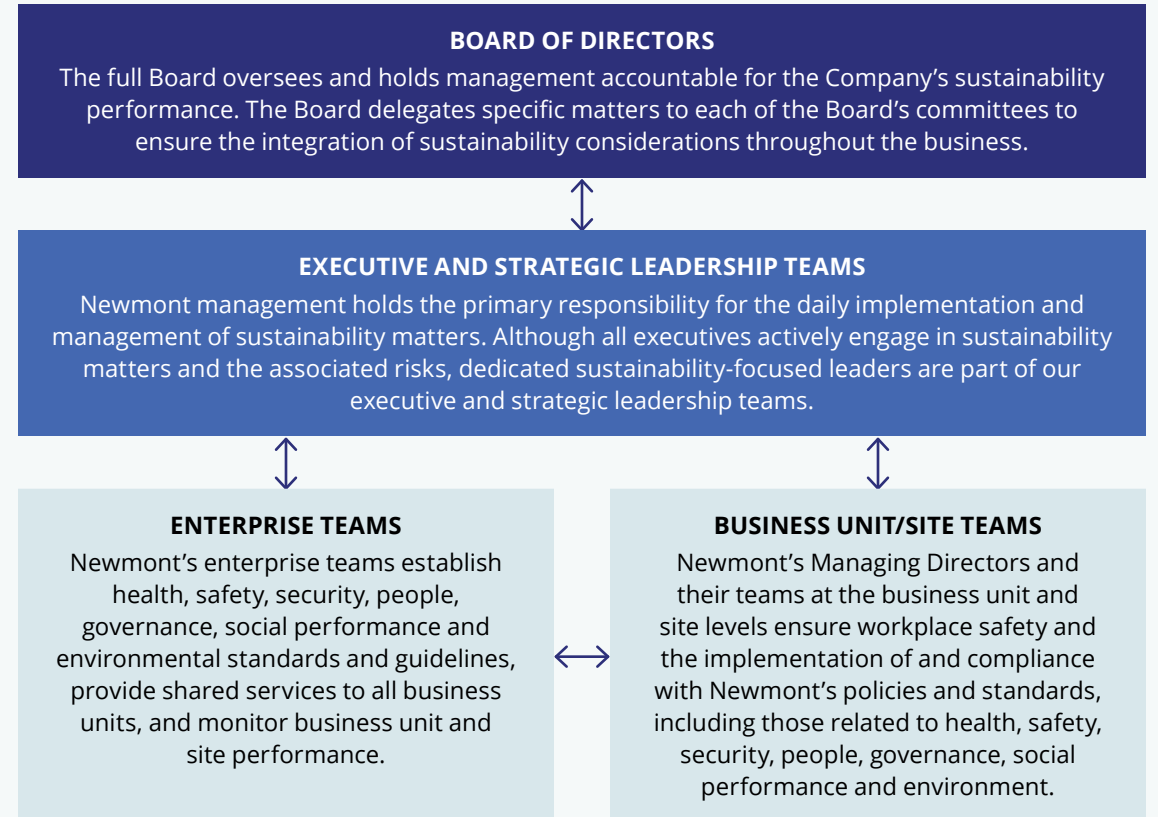 BOARD OF DIRECTORS
The full Board oversees and holds management accountable for the Company’s sustainability
performance. The Board delegates specific matters to each of the Board’s committees to
ensure the integration of sustainability considerations throughout the business.
EXECUTIVE AND STRATEGIC LEADERSHIP TEAMS
Newmont management holds the primary responsibility for the daily implementation and
management of sustainability matters. Although all executives actively engage in sustainability
matters and the associated risks, dedicated sustainability-focused leaders are part of our
executive and strategic leadership teams.
ENTERPRISE TEAMS
Newmont’s enterprise teams establish
health, safety, security, people,
governance, social performance and
environmental standards and guidelines,
provide shared services to all business
units, and monitor business unit and
site performance.
BUSINESS UNIT/SITE TEAMS
Newmont’s Managing Directors and
their teams at the business unit and
site levels ensure workplace safety and
the implementation of and compliance
with Newmont’s policies and standards,
including those related to health, safety,
security, people, governance, social
performance and environment.